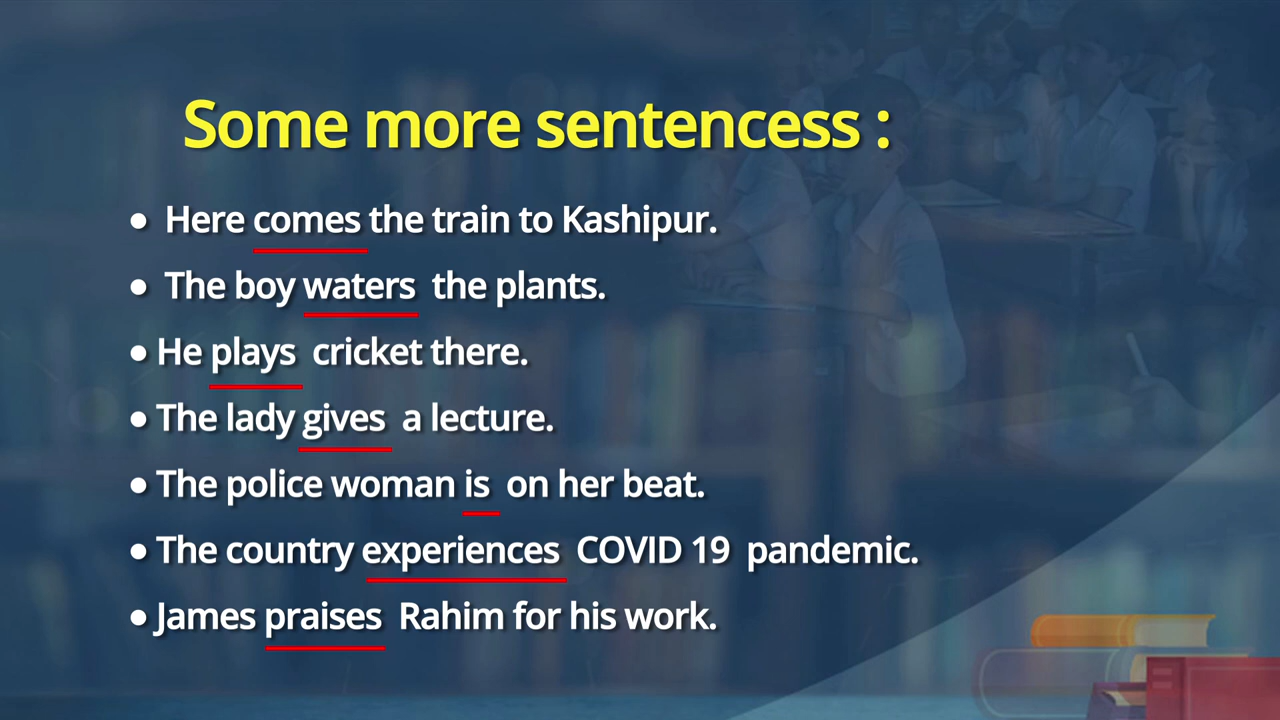 Some more sentencess :
● Here comes the train to Kashipur.
● The boy waters the plants.
● He plays cricket there.
● The lady gives a lecture.
● The police woman is on her beat.
● The country experiences COVID 19 pandemic.
● James praises Rahim for his work.